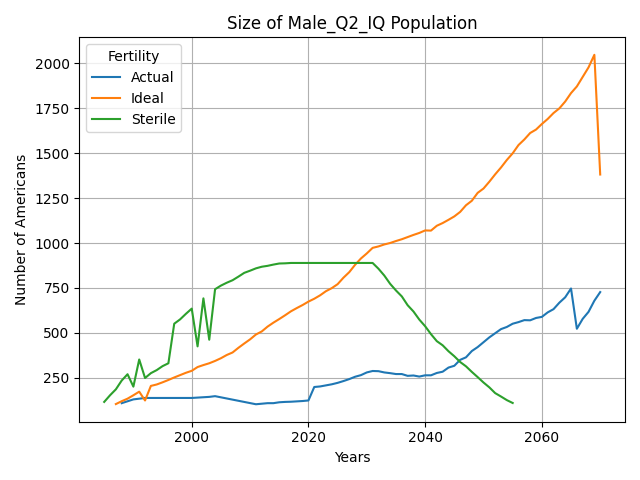 Size of Male_Q2_IQ Population
Fertility
Actual
Ideal
Sterile
2000
1750
1500
1250
1000
750
500
250
Number of Americans
2000 2020 2040 2060
Years